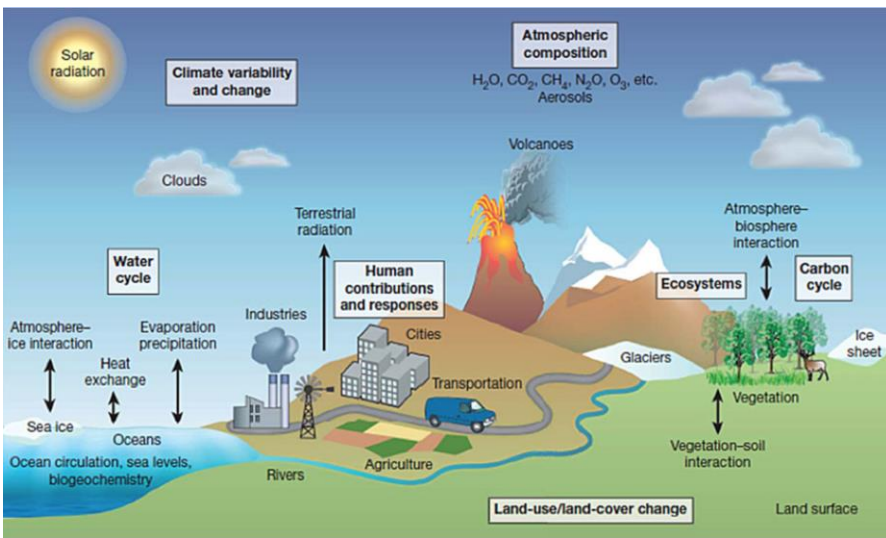 Solar
radiation
Climate variability
and change
Atmospheric
composition
H₂O, CO₂, CH₄, N₂O, O₃, etc.
Aerosols
Volcanoes
Clouds
Terrestrial
radiation
Atmosphere–
biosphere
interaction
Water
cycle
Human
contributions
and responses
Ecosystems
Carbon
cycle
Industries
Atmosphere–
ice interaction
Evaporation
precipitation
Cities
Ice
sheet
Heat
exchange
Glaciers
Transportation
Vegetation
Sea ice
Oceans
Ocean circulation, sea levels,
biogeochemistry
Rivers
Agriculture
Vegetation–soil
interaction
Land-use/land-cover change
Land surface